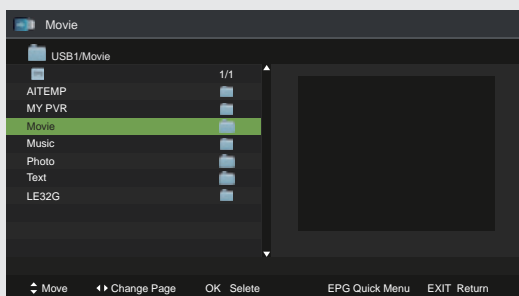 Movie
USB1/Movie
1/1
AITEMP
MY PVR
Movie
Music
Photo
Text
LE32G
Move Change Page OK Selete EPG Quick Menu EXIT Return